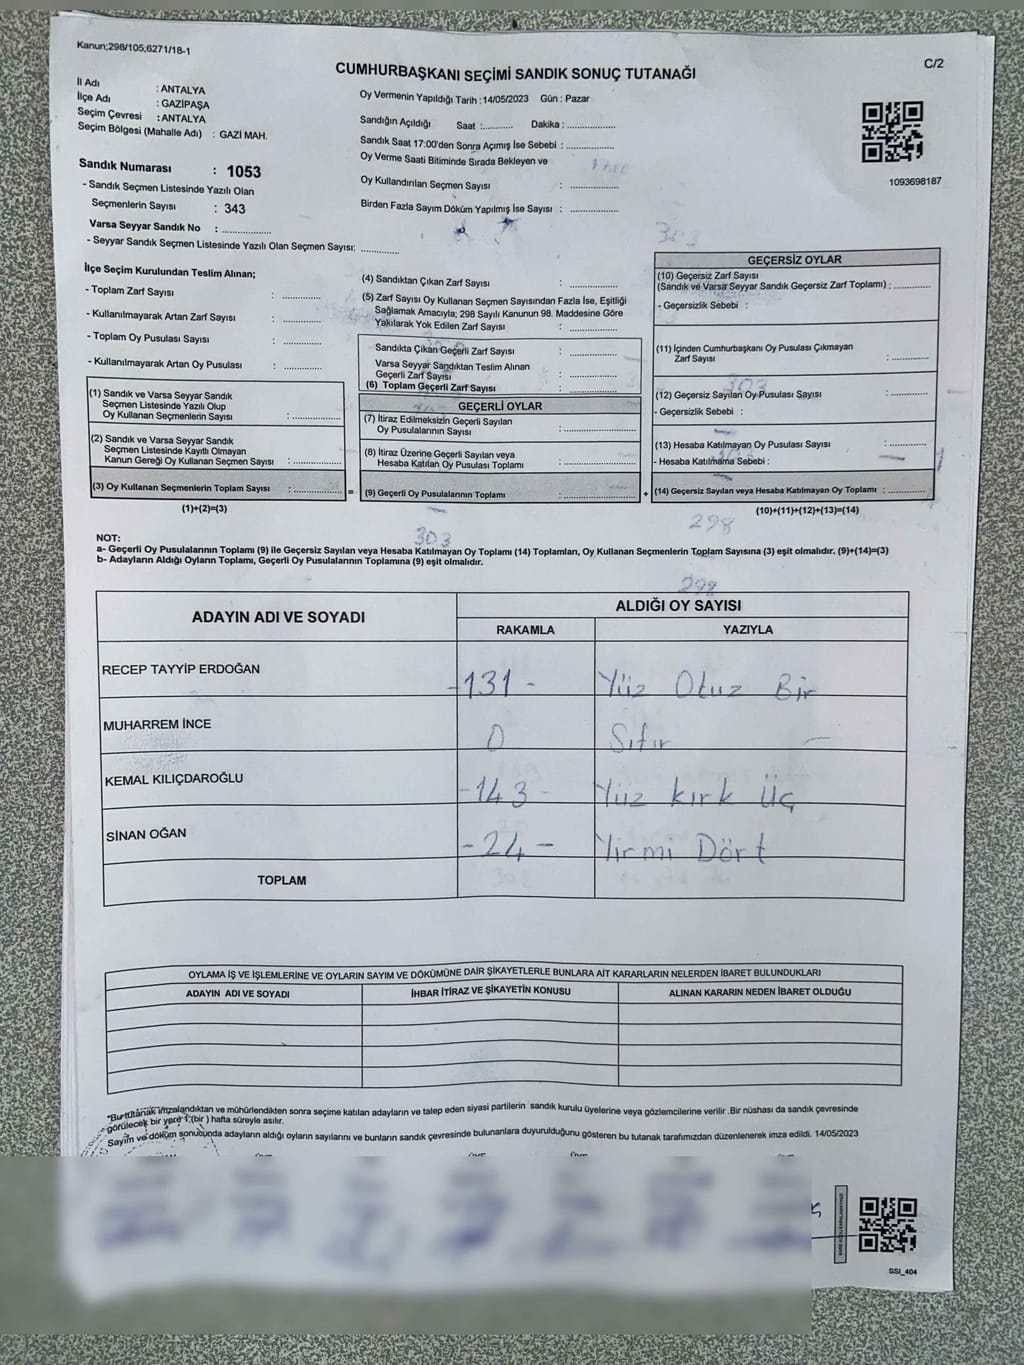 Kanun;298/105;6271/18-1
C/2
CUMHURBAŞKANI SEÇİMİ SANDIK SONUÇ TUTANAĞI
İl Adı : ANTALYA
İlçe Adı : GAZİPAŞA
Seçim Çevresi : ANTALYA
Seçim Bölgesi (Mahalle Adı) : GAZİ MAH.
Sandık Numarası : 1053
- Sandık Seçmen Listesinde Yazılı Olan
Seçmenlerin Sayısı : 343
Varsa Seyyar Sandık No : ..............
- Seyyar Sandık Seçmen Listesinde Yazılı Olan Seçmen Sayısı: ............
Oy Vermenin Yapıldığı Tarih :14/05/2023 Gün : Pazar
Sandığın Açıldığı Saat :.......... Dakika :................
Sandık Saat 17:00'den Sonra Açımış İse Sebebi : ................
Oy Verme Saati Bitiminde Sırada Bekleyen ve
Oy Kullandırılan Seçmen Sayısı : ................
Birden Fazla Sayım Döküm Yapılmış İse Sayısı : ................
1093698187
303
İlçe Seçim Kurulundan Teslim Alınan;
- Toplam Zarf Sayısı : ............
- Kullanılmayarak Artan Zarf Sayısı : ............
- Toplam Oy Pusulası Sayısı : ............
- Kullanılmayarak Artan Oy Pusulası : ............
(1) Sandık ve Varsa Seyyar Sandık
Seçmen Listesinde Yazılı Olup
Oy Kullanan Seçmenlerin Sayısı : ................
(2) Sandık ve Varsa Seyyar Sandık
Seçmen Listesinde Kayıtlı Olmayan
Kanun Gereği Oy Kullanan Seçmen Sayısı : ................
(3) Oy Kullanan Seçmenlerin Toplam Sayısı : ................ =
(1)+(2)=(3)
(4) Sandıktan Çıkan Zarf Sayısı : ................
(5) Zarf Sayısı Oy Kullanan Seçmen Sayısından Fazla İse, Eşitliği
Sağlamak Amacıyla; 298 Sayılı Kanunun 98. Maddesine Göre
Yakılarak Yok Edilen Zarf Sayısı : ................
Sandıkta Çıkan Geçerli Zarf Sayısı : ................
Varsa Seyyar Sandıktan Teslim Alınan
Geçerli Zarf Sayısı : ................
(6) Toplam Geçerli Zarf Sayısı : ................
GEÇERLİ OYLAR
(7) İtiraz Edilmeksizin Geçerli Sayılan
Oy Pusulalarının Sayısı : ................
(8) İtiraz Üzerine Geçerli Sayılan veya
Hesaba Katılan Oy Pusulası Toplamı : ................
(9) Geçerli Oy Pusulalarının Toplamı : ................ +
303
GEÇERSİZ OYLAR
(10) Geçersiz Zarf Sayısı
(Sandık ve Varsa Seyyar Sandık Geçersiz Zarf Toplamı) : ............
- Geçersizlik Sebebi :
(11) İçinden Cumhurbaşkanı Oy Pusulası Çıkmayan
Zarf Sayısı : ............
303
(12) Geçersiz Sayılan Oy Pusulası Sayısı : ............
- Geçersizlik Sebebi :
(13) Hesaba Katılmayan Oy Pusulası Sayısı : ............
- Hesaba Katılmama Sebebi :
(14) Geçersiz Sayılan veya Hesaba Katılmayan Oy Toplamı : ............
(10)+(11)+(12)+(13)=(14)
298
NOT:
a- Geçerli Oy Pusulalarının Toplamı (9) ile Geçersiz Sayılan veya Hesaba Katılmayan Oy Toplamı (14) Toplamları, Oy Kullanan Seçmenlerin Toplam Sayısına (3) eşit olmalıdır. (9)+(14)=(3)
b- Adayların Aldığı Oyların Toplamı, Geçerli Oy Pusulalarının Toplamına (9) eşit olmalıdır.
298
ADAYIN ADI VE SOYADI ALDIĞI OY SAYISI
RAKAMLA YAZIYLA
RECEP TAYYİP ERDOĞAN -131- Yüz Otuz Bir
MUHARREM İNCE 0 Sıfır -
KEMAL KILIÇDAROĞLU -143- Yüz kırk Üç
SİNAN OĞAN -24- Yirmi Dört
TOPLAM
OYLAMA İŞ VE İŞLEMLERİNE VE OYLARIN SAYIM VE DÖKÜMÜNE DAİR ŞİKAYETLERLE BUNLARA AİT KARARLARIN NELERDEN İBARET BULUNDUKLARI
ADAYIN ADI VE SOYADI İHBAR İTİRAZ VE ŞİKAYETİN KONUSU ALINAN KARARIN NEDEN İBARET OLDUĞU
*Bu tutanak imzalandıktan ve mühürlendikten sonra seçime katılan adayların ve talep eden siyasi partilerin sandık kurulu üyelerine veya gözlemcilerine verilir .Bir nüshası da sandık çevresinde
görülecek bir yere 1.(bir ) hafta süreyle asılır.
Sayım ve döküm sonucunda adayların aldığı oyların sayılarını ve bunların sandık çevresinde bulunanlara duyurulduğunu gösteren bu tutanak tarafımızdan düzenlenerek imza edildi. 14/05/2023
SSI_404